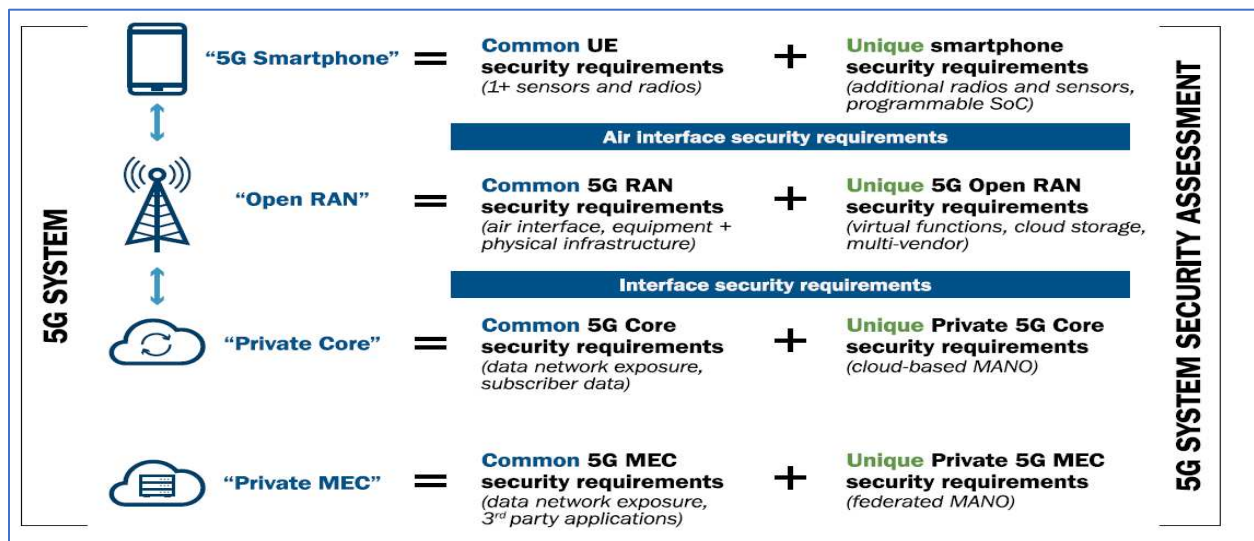 5G SYSTEM
"5G Smartphone"
=
Common UE
security requirements
(1+ sensors and radios)
+
Unique smartphone
security requirements
(additional radios and sensors,
programmable SoC)
Air interface security requirements
"Open RAN"
=
Common 5G RAN
security requirements
(air interface, equipment +
physical infrastructure)
+
Unique 5G Open RAN
security requirements
(virtual functions, cloud storage,
multi-vendor)
Interface security requirements
"Private Core"
=
Common 5G Core
security requirements
(data network exposure,
subscriber data)
+
Unique Private 5G Core
security requirements
(cloud-based MANO)
"Private MEC"
=
Common 5G MEC
security requirements
(data network exposure,
3rd party applications)
+
Unique Private 5G MEC
security requirements
(federated MANO)
5G SYSTEM SECURITY ASSESSMENT